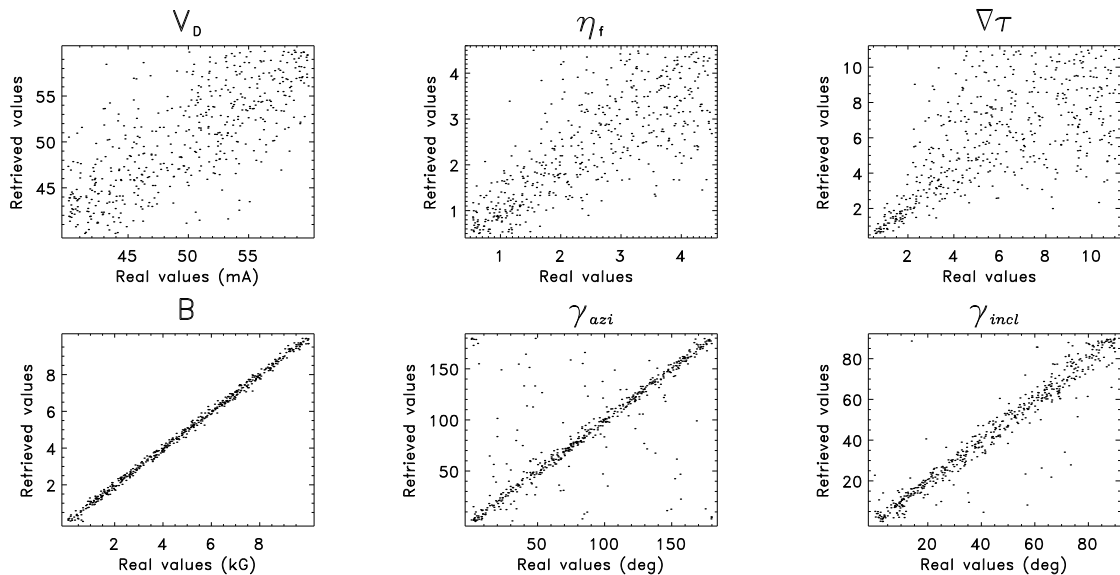 V_D
Retrieved values
55
50
45
45 50 55
Real values (mA)
η_f
Retrieved values
4
3
2
1
1 2 3 4
Real values
∇τ
Retrieved values
10
8
6
4
2
2 4 6 8 10
Real values
B
Retrieved values
8
6
4
2
2 4 6 8
Real values (kG)
γ_azi
Retrieved values
150
100
50
50 100 150
Real values (deg)
γ_incl
Retrieved values
80
60
40
20
20 40 60 80
Real values (deg)